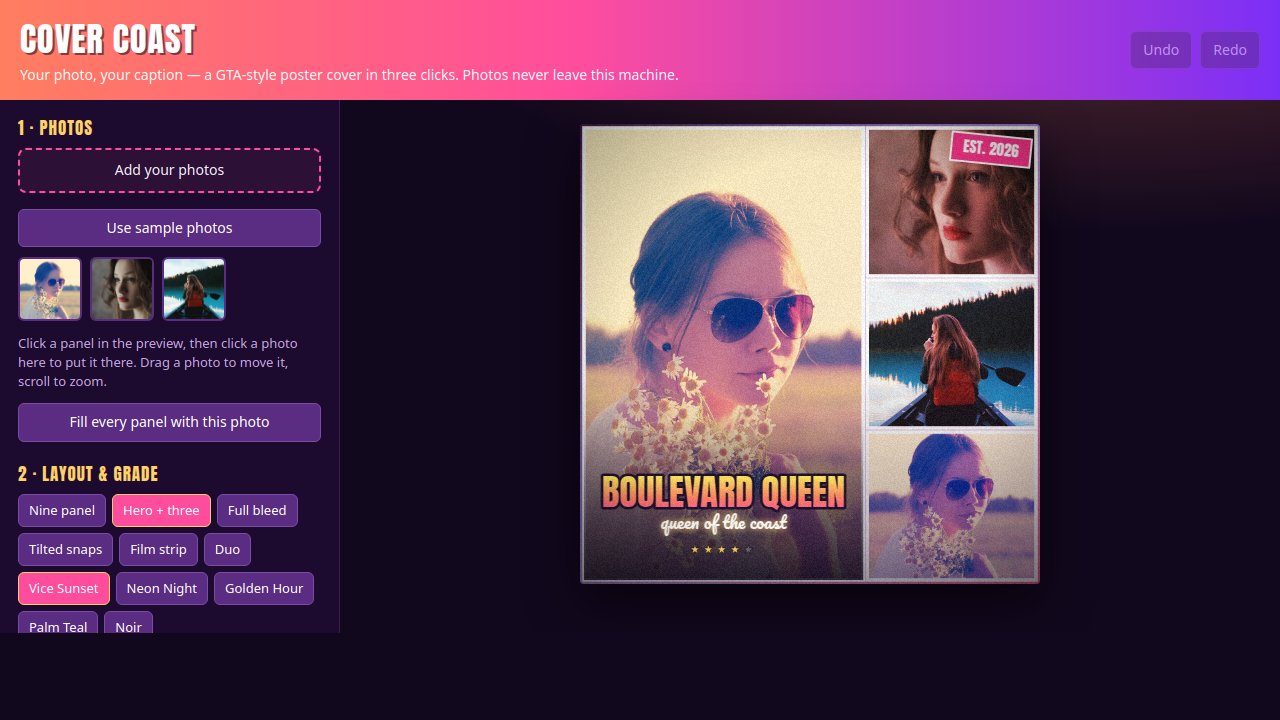 COVER COAST
Your photo, your caption — a GTA-style poster cover in three clicks. Photos never leave this machine.
Undo Redo
1 · PHOTOS
Add your photos
Use sample photos
Click a panel in the preview, then click a photo
here to put it there. Drag a photo to move it,
scroll to zoom.
Fill every panel with this photo
2 · LAYOUT & GRADE
Nine panel Hero + three Full bleed
Tilted snaps Film strip Duo
Vice Sunset Neon Night Golden Hour
Palm Teal Noir
EST. 2026
BOULEVARD QUEEN
queen of the coast
★ ★ ★ ★ ★